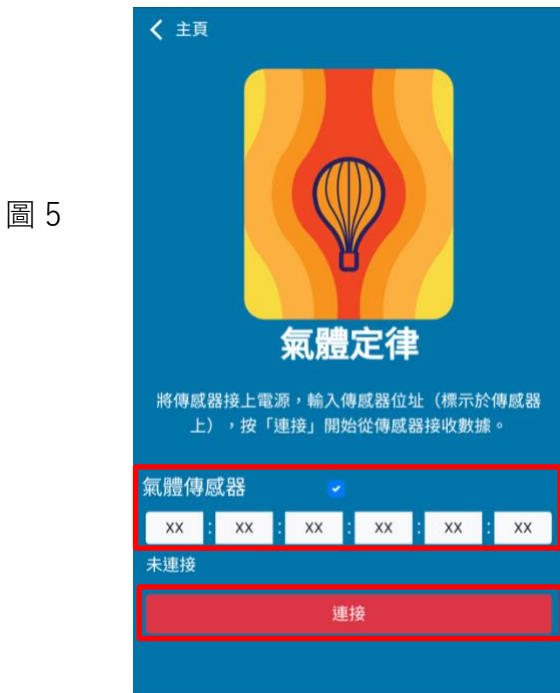 主頁
圖 5
氣體定律
將傳感器接上電源，輸入傳感器位址（標示於傳感器
上），按「連接」開始從傳感器接收數據。
氣體傳感器
xx : xx : xx : xx : xx : xx
未連接
連接